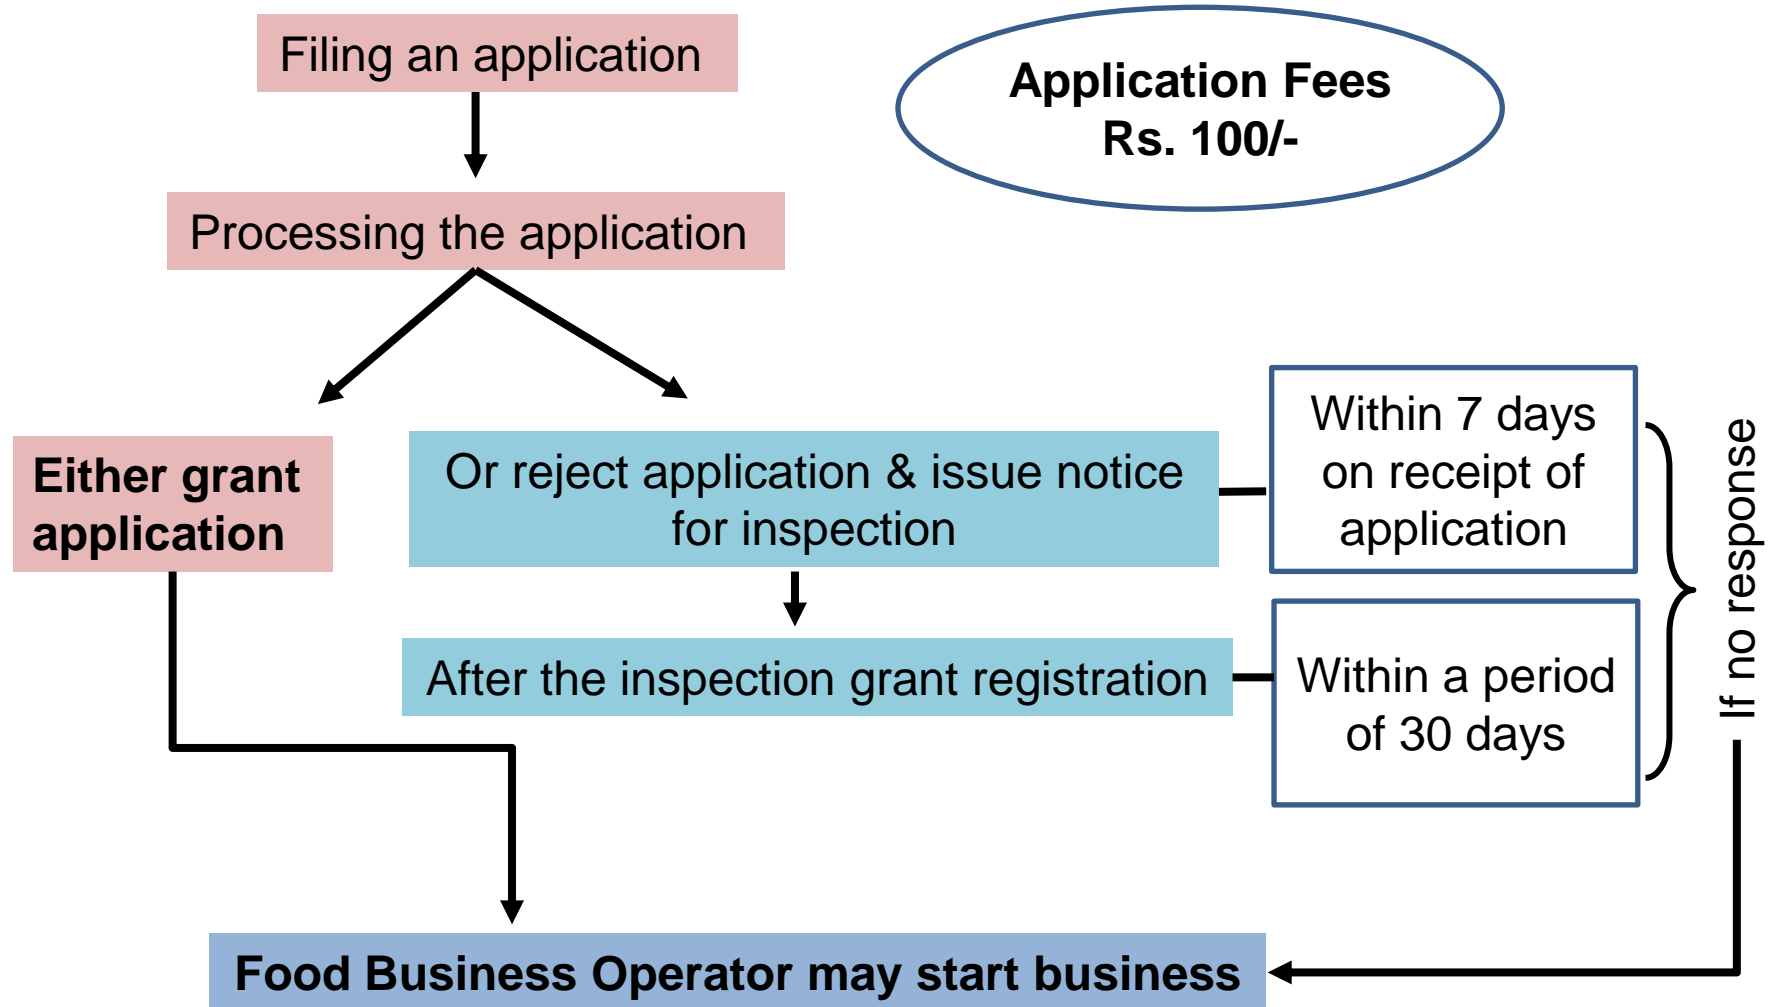 Filing an application
Application Fees
Rs. 100/-
Processing the application
Either grant
application
Or reject application & issue notice
for inspection
Within 7 days
on receipt of
application
After the inspection grant registration
Within a period
of 30 days
If no response
Food Business Operator may start business